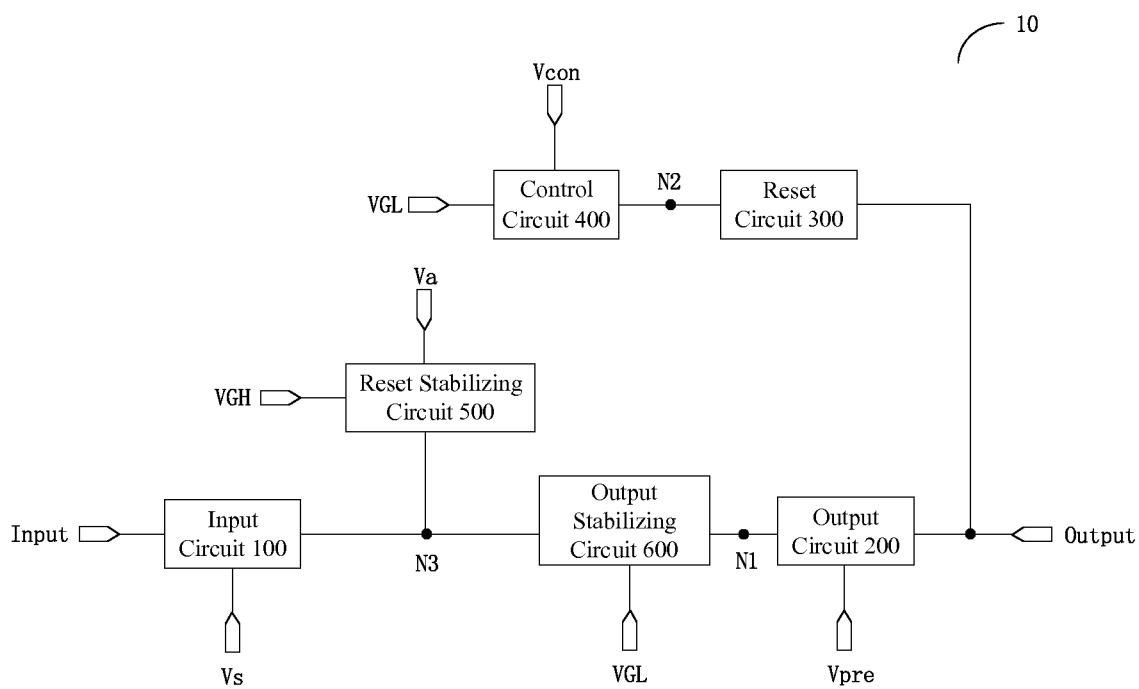 10
Vcon
VGL
Control
Circuit 400
N2
Reset
Circuit 300
Va
VGH
Reset Stabilizing
Circuit 500
Input
Input
Circuit 100
N3
Output
Stabilizing
Circuit 600
N1
Output
Circuit 200
Output
Vs
VGL
Vpre